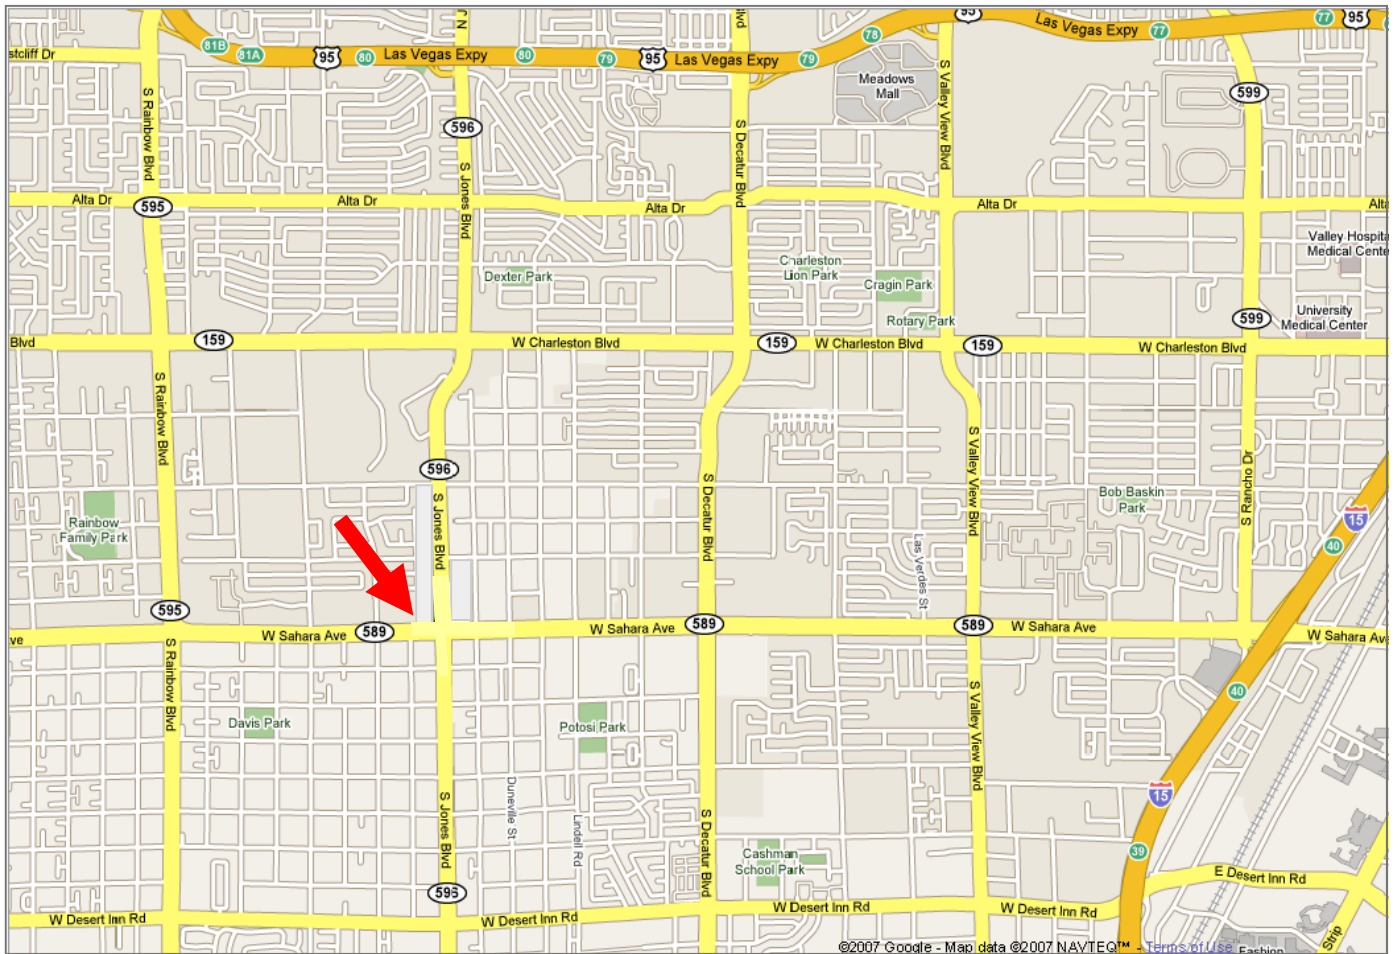 81B
81A
95
80
Las Vegas Expy
80
79
95
Las Vegas Expy
79
78
95
Las Vegas Expy
77
77
95
stcliff Dr
N
lvd
Meadows
Mall
S Rainbow Blvd
596
S Jones Blvd
S Decatur Blvd
S Valley View Blvd
599
Alta Dr
595
Alta Dr
Alta Dr
Alta Dr
Alta
Valley Hospita
Medical Cente
Dexter Park
Charleston
Lion Park
Cragin Park
Rotary Park
599
University
Medical Center
Blvd
159
W Charleston Blvd
159
W Charleston Blvd
159
W Charleston Blvd
S Rainbow Blvd
596
S Jones Blvd
S Decatur Blvd
S Valley View Blvd
S Rancho Dr
Bob Baskin
Park
Rainbow
Family Park
Las Verdes St
15
40
595
ve
W Sahara Ave
589
W Sahara Ave
589
589
W Sahara Ave
W Sahara Av
S Rainbow Blvd
Davis Park
Potosi Park
S Valley View Blvd
40
15
Duneville St
Lindell Rd
S Jones Blvd
S Decatur Blvd
Cashman
School Park
39
596
W Desert Inn Rd
W Desert Inn Rd
W Desert Inn Rd
W Desert Inn Rd
E Desert Inn Rd
Strip
©2007 Google - Map data ©2007 NAVTEQ™ - Terms of Use
Fashion